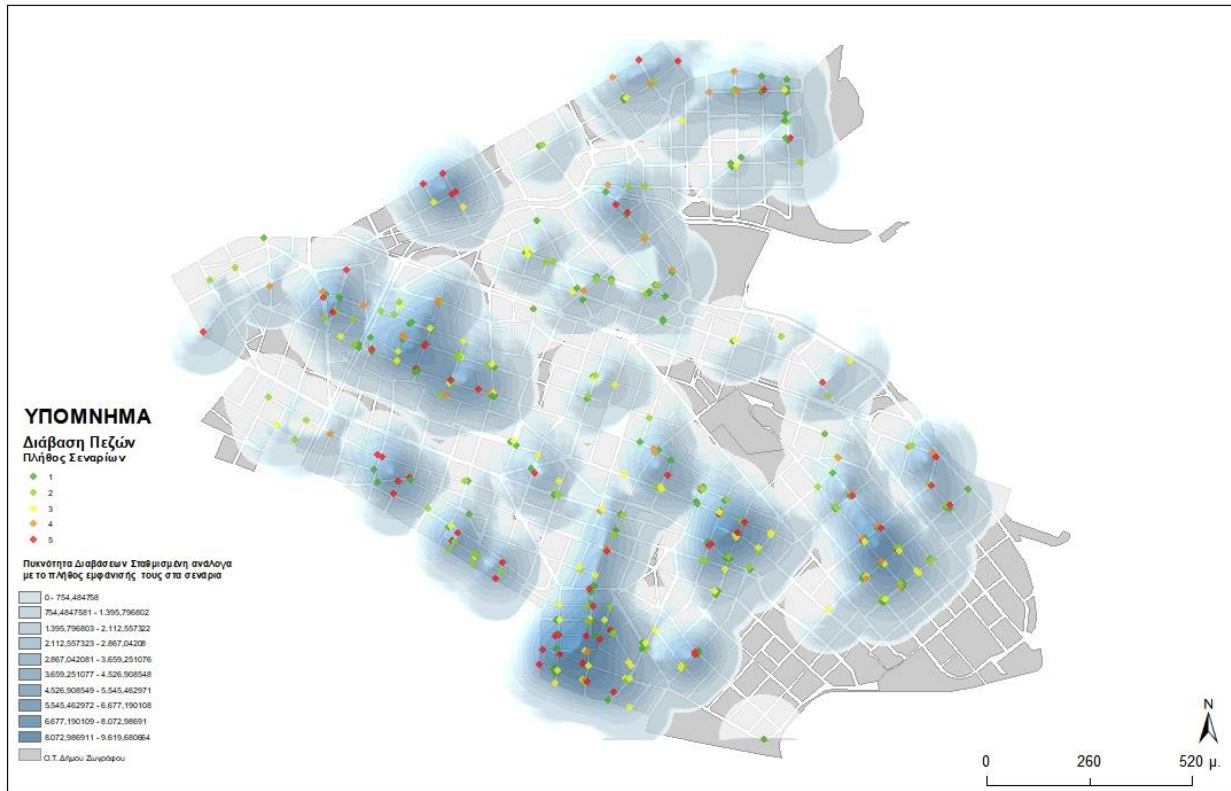 ΥΠΟΜΝΗΜΑ
Διάβαση Πεζών
Πλήθος Σεναρίων
1
2
3
4
5
Πυκνότητα Διαβάσεων Σταθμισμένη ανάλογα
με το πλήθος εμφάνισής τους στα σενάρια
0 - 754,484758
754,4847581 - 1.395,796802
1.395,796803 - 2.112,557322
2.112,557323 - 2.867,04208
2.867,042081 - 3.659,251076
3.659,251077 - 4.526,908548
4.526,908549 - 5.545,462971
5.545,462972 - 6.677,190108
6.677,190109 - 8.072,98691
8.072,986911 - 9.619,680664
Ο.Τ. Δήμου Ζωγράφου
N
0 260 520 μ.